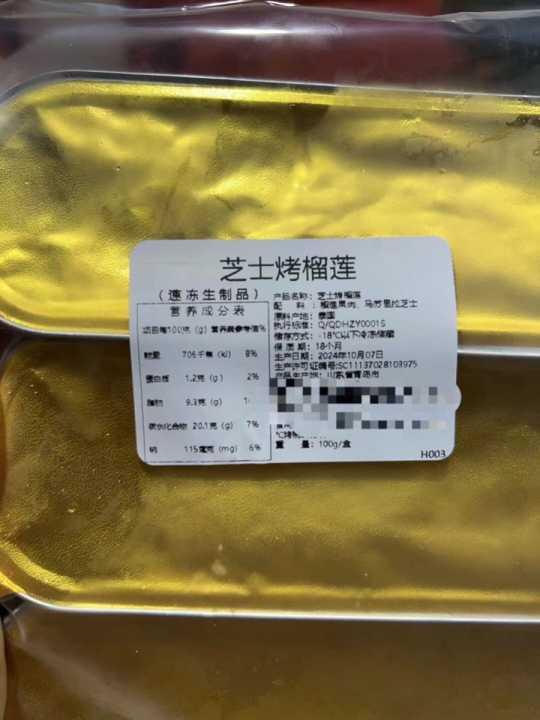 芝士烤榴莲
(速冻生制品)
营养成分表
项目每100克(g) 营养素参考值%
能量 706千焦(kJ) 8%
蛋白质 1.2克(g) 2%
脂肪 9.3克(g)
碳水化合物 20.1克(g) 7%
钠 115毫克(mg) 6%
产品名称: 芝士烤榴莲
配 料: 榴莲果肉、马苏里拉芝士
原料产地: 泰国
执行标准: Q/QDHZY0001S
储存方式: -18℃以下冷冻储藏
保 质 期: 18个月
生产日期: 2024年10月07日
生产许可证编号:SC11137028103975
产品生产地: 山东省青岛市
重 量: 100g/盒
H003